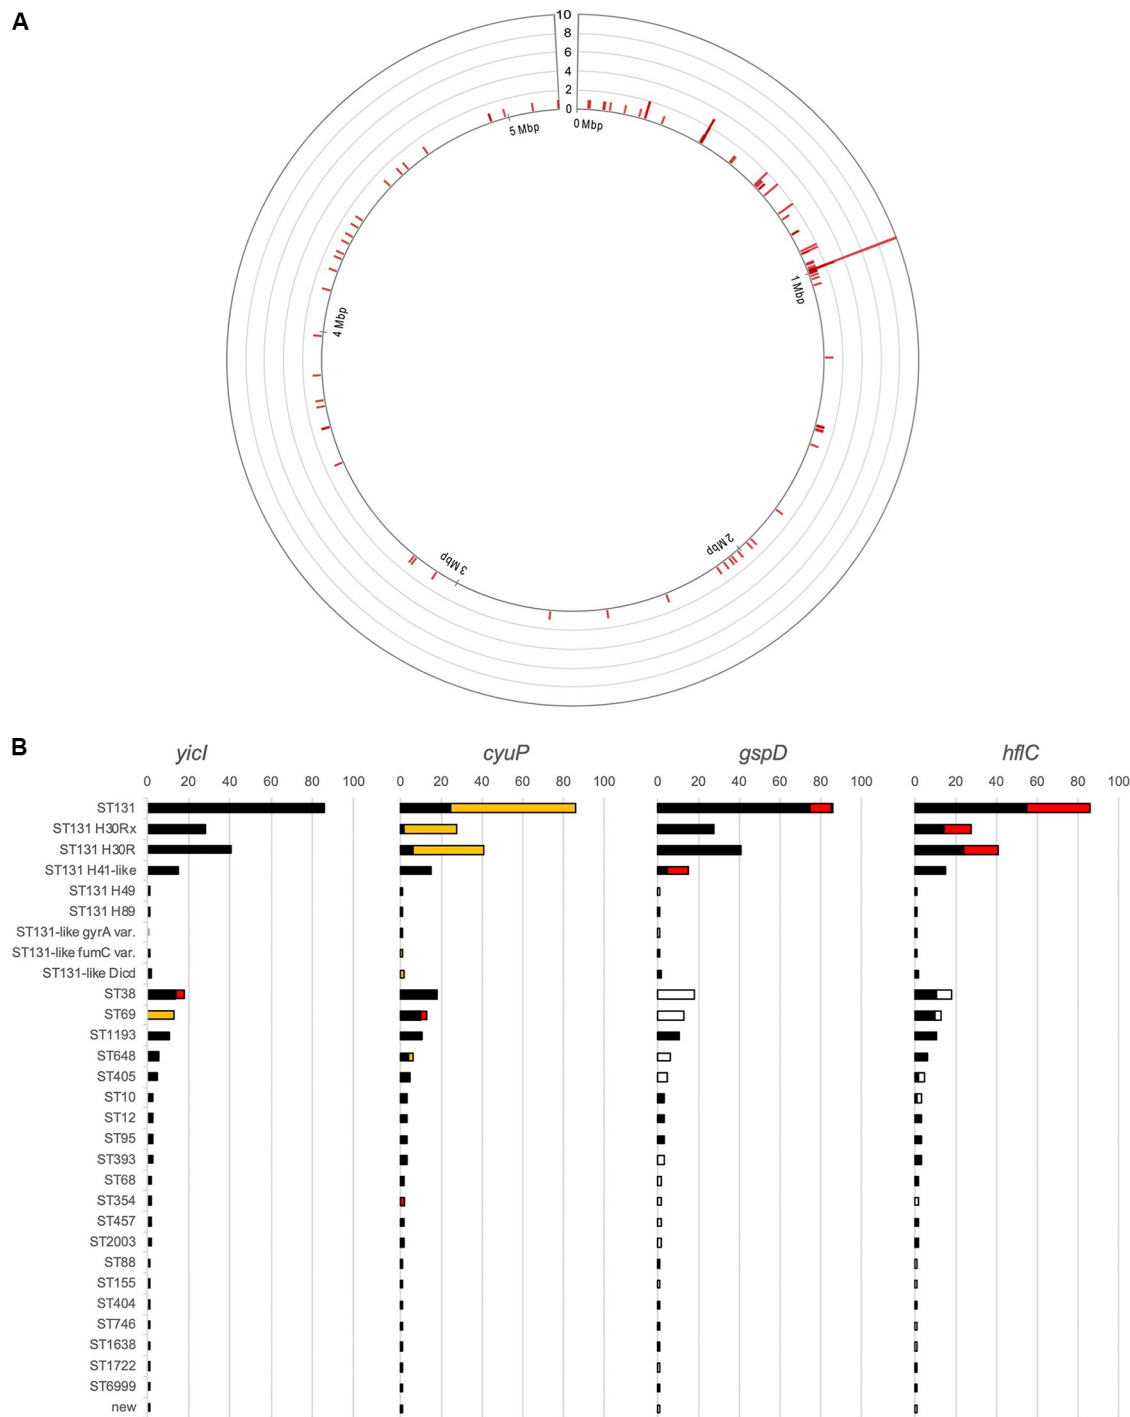 A
10
8
6
4
2
0
0 Mbp
5 Mbp
1 Mbp
4 Mbp
2 Mbp
3 Mbp
B
yicI cyuP gspD hflC
0 20 40 60 80 100 0 20 40 60 80 100 0 20 40 60 80 100 0 20 40 60 80 100
ST131
ST131 H30Rx
ST131 H30R
ST131 H41-like
ST131 H49
ST131 H89
ST131-like gyrA var.
ST131-like fumC var.
ST131-like Dicd
ST38
ST69
ST1193
ST648
ST405
ST10
ST12
ST95
ST393
ST68
ST354
ST457
ST2003
ST88
ST155
ST404
ST746
ST1638
ST1722
ST6999
new